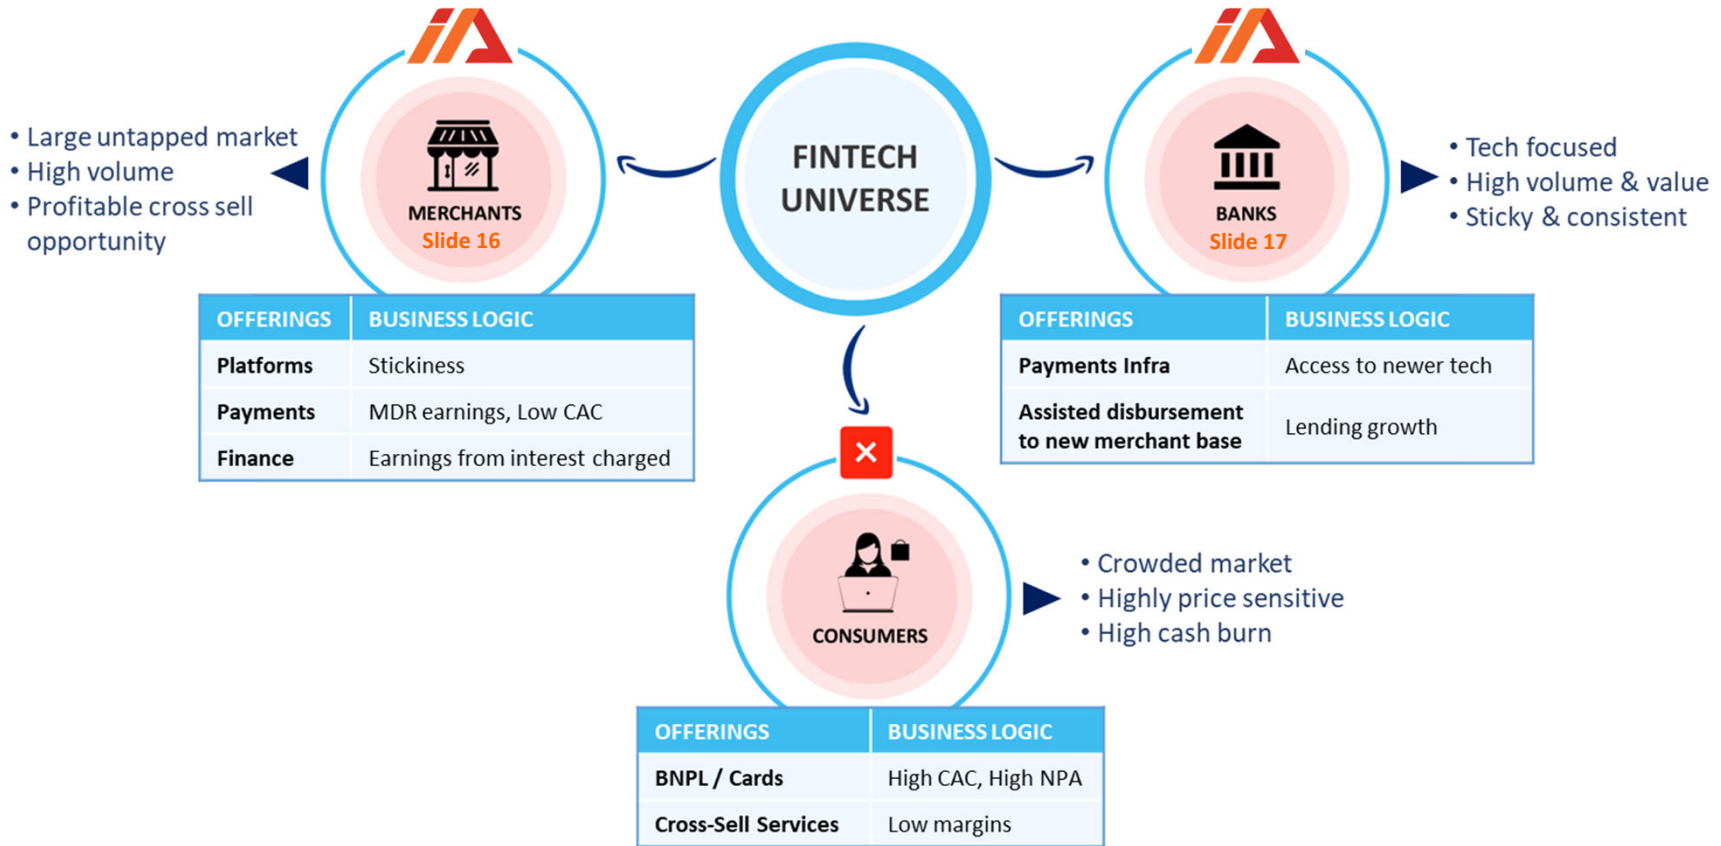 iA
iA
FINTECH
UNIVERSE
• Large untapped market
• High volume
• Profitable cross sell
opportunity
MERCHANTS
Slide 16
OFFERINGS BUSINESS LOGIC
Platforms Stickiness
Payments MDR earnings, Low CAC
Finance Earnings from interest charged
BANKS
Slide 17
• Tech focused
• High volume & value
• Sticky & consistent
OFFERINGS BUSINESS LOGIC
Payments Infra Access to newer tech
Assisted disbursement
to new merchant base Lending growth
CONSUMERS
• Crowded market
• Highly price sensitive
• High cash burn
OFFERINGS BUSINESS LOGIC
BNPL / Cards High CAC, High NPA
Cross-Sell Services Low margins